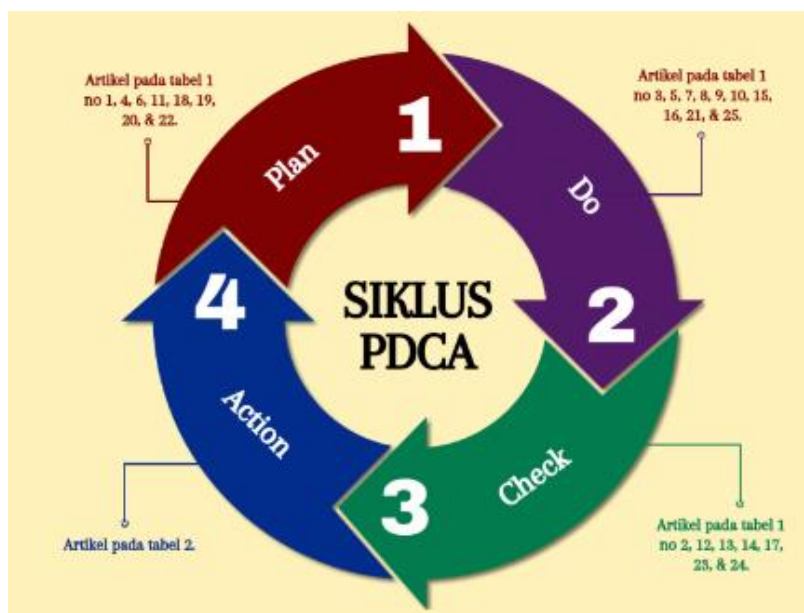 Artikel pada tabel 1
no 1, 4, 6, 11, 18, 19,
20, & 22.
1
Plan
Artikel pada tabel 1
no 3, 5, 7, 8, 9, 10, 15,
16, 21, & 25.
Do
2
SIKLUS
PDCA
4
Action
Artikel pada tabel 2.
3
Check
Artikel pada tabel 1
no 2, 12, 13, 14, 17,
23, & 24.